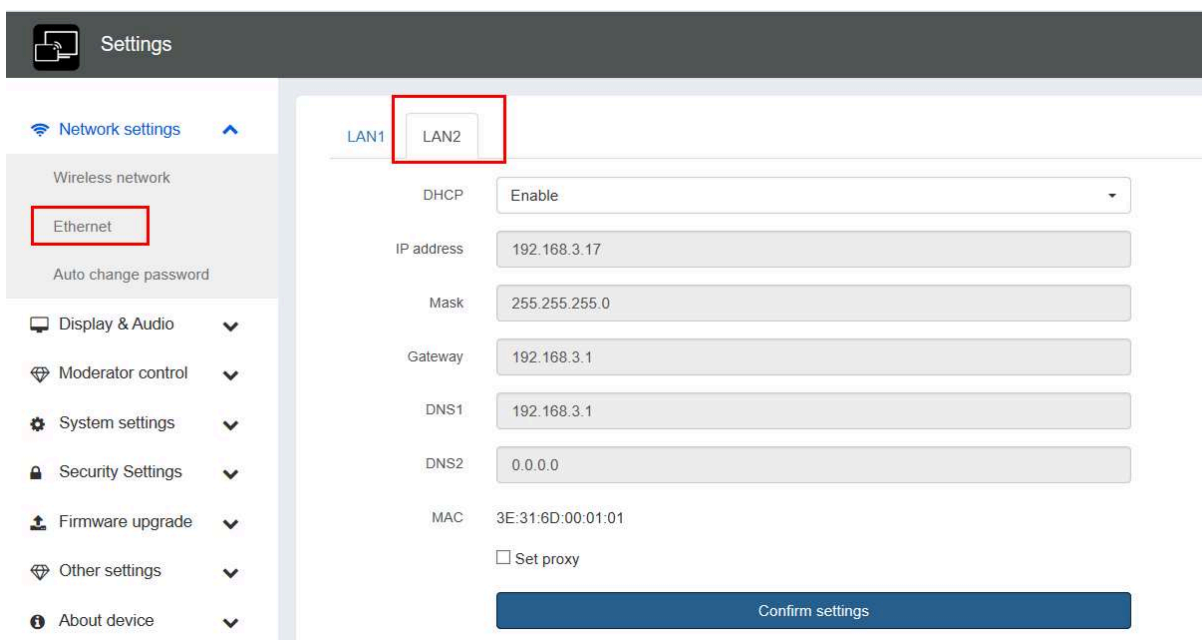 Settings
Network settings
Wireless network
Ethernet
Auto change password
Display & Audio
Moderator control
System settings
Security Settings
Firmware upgrade
Other settings
About device
LAN1 LAN2
DHCP Enable
IP address 192.168.3.17
Mask 255.255.255.0
Gateway 192.168.3.1
DNS1 192.168.3.1
DNS2 0.0.0.0
MAC 3E:31:6D:00:01:01
Set proxy
Confirm settings